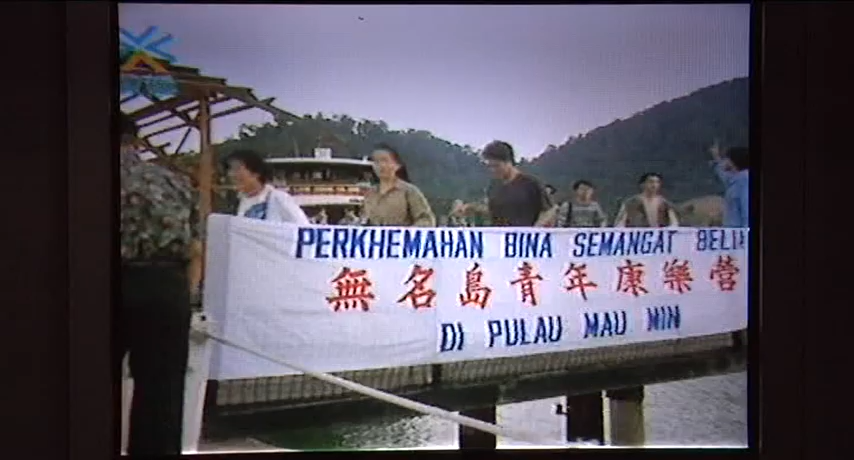 PERKHEMAHAN BINA SEMANGAT BELIA
無名島青年康樂營
DI PULAU MAU MIN